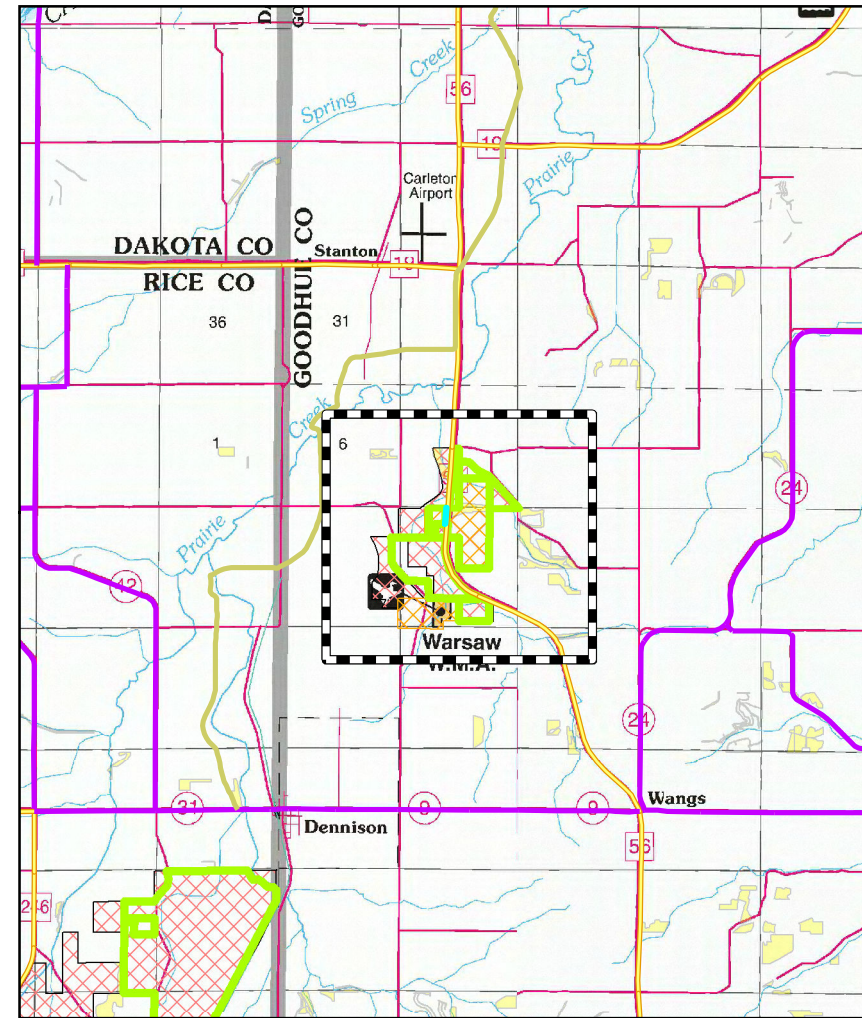 Creek
Spring
Cr
56
19
Prairie
Carleton
Airport
DAKOTA CO
Stanton
19
RICE CO
GOODHUE CO
36
31
Creek
1
6
24
Prairie
12
Warsaw
W.M.A.
24
Wangs
31
9
9
Dennison
56
246